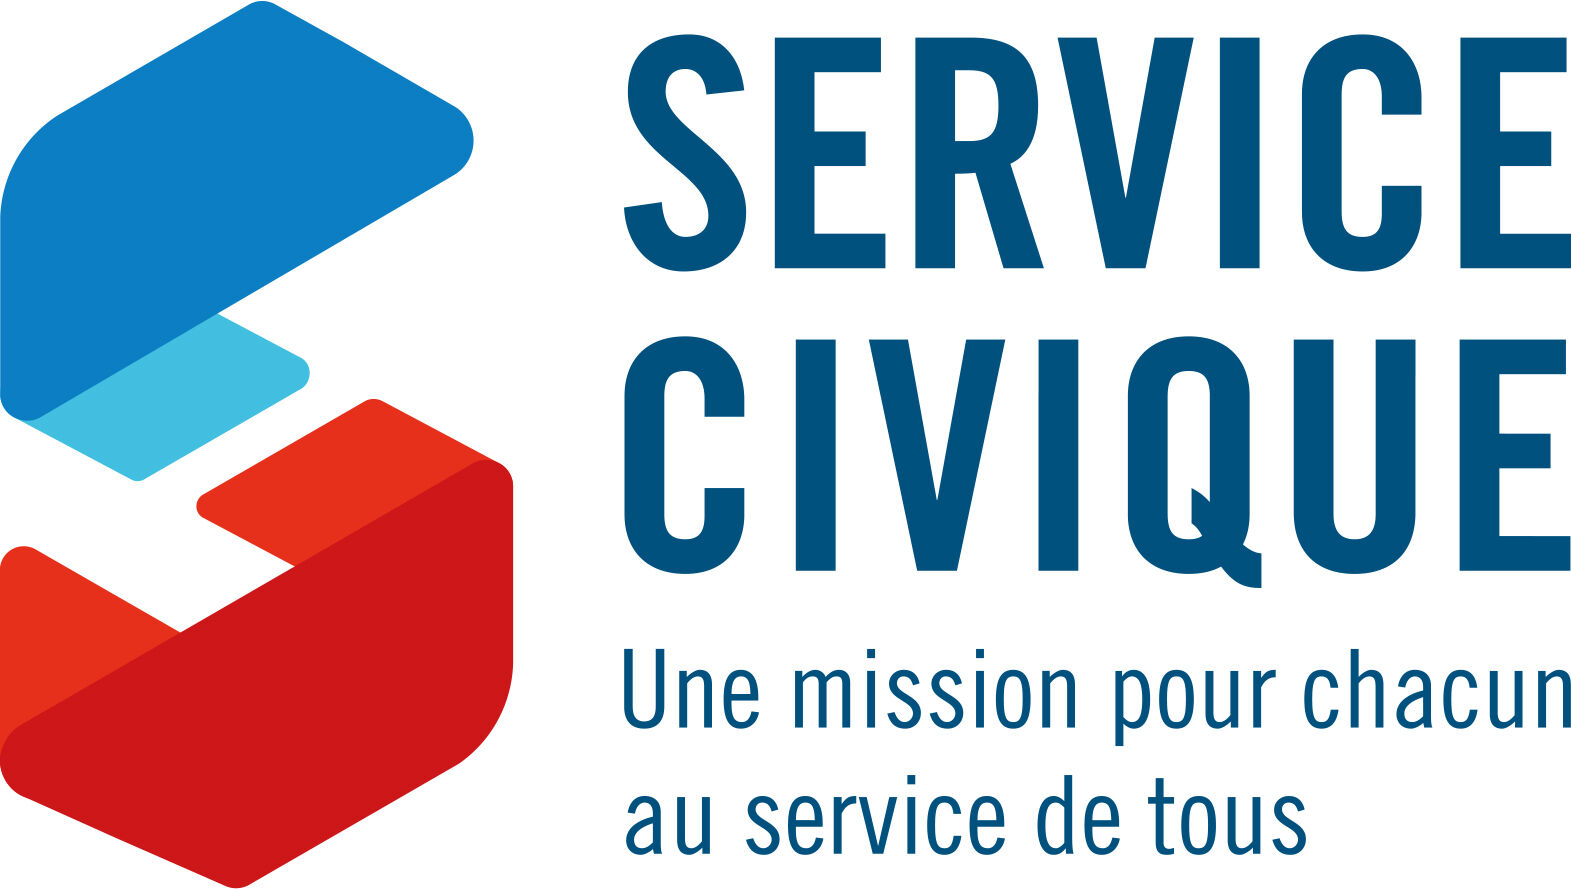 SERVICE
CIVIQUE
Une mission pour chacun
au service de tous